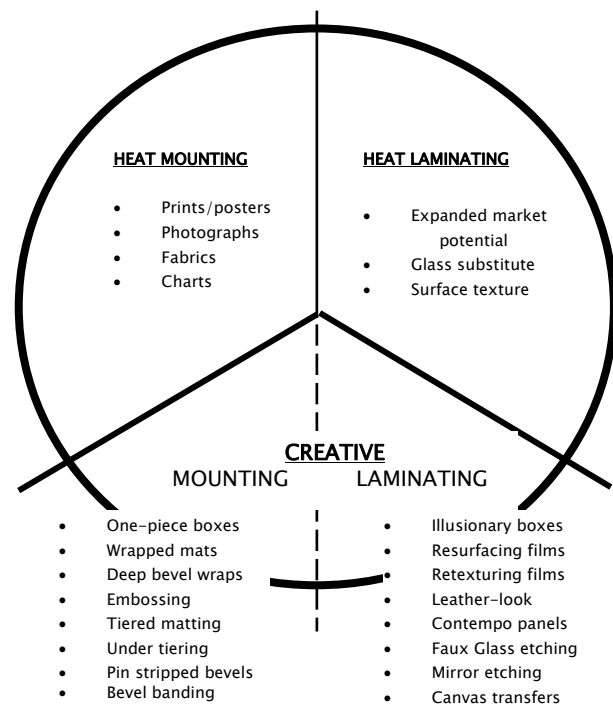 HEAT MOUNTING
• Prints/posters
• Photographs
• Fabrics
• Charts
HEAT LAMINATING
• Expanded market
potential
• Glass substitute
• Surface texture
CREATIVE
MOUNTING
• One-piece boxes
• Wrapped mats
• Deep bevel wraps
• Embossing
• Tiered matting
• Under tiering
• Pin stripped bevels
• Bevel banding
LAMINATING
• Illusionary boxes
• Resurfacing films
• Retexturing films
• Leather-look
• Contempo panels
• Faux Glass etching
• Mirror etching
• Canvas transfers